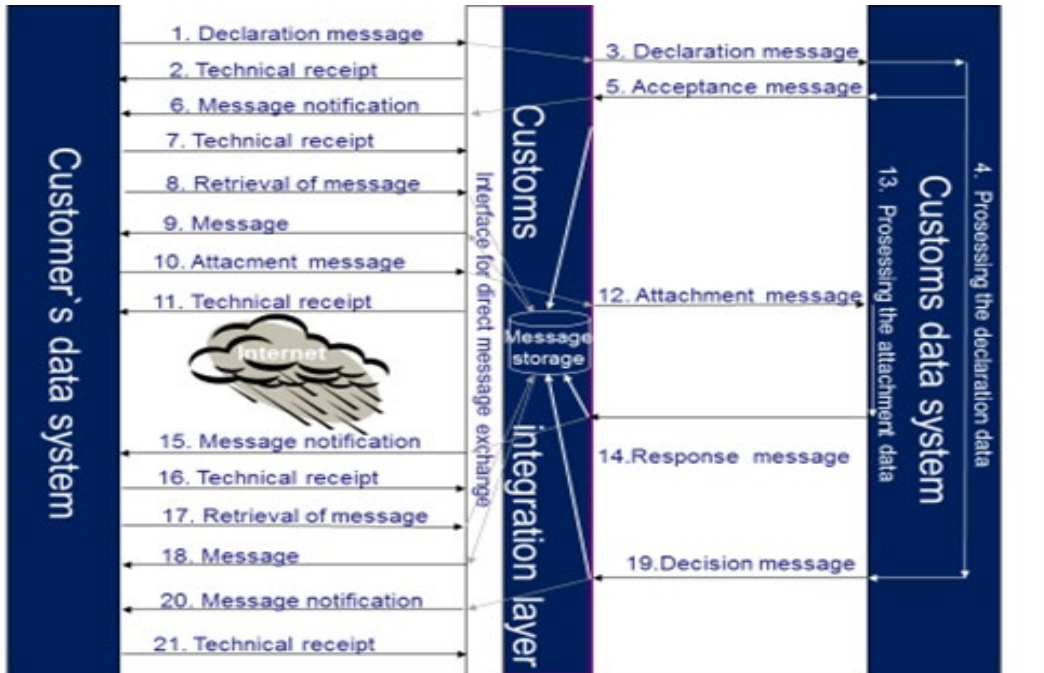 1. Declaration message
2. Technical receipt
3. Declaration message
5. Acceptance message
6. Message notification
7. Technical receipt
8. Retrieval of message
9. Message
10. Attacment message
11. Technical receipt
12. Attachment message
Internet
15. Message notification
16. Technical receipt
17. Retrieval of message
18. Message
14.Response message
19.Decision message
20. Message notification
21. Technical receipt
Customer`s data system
Interface for direct message exchange
Customs
Message
storage
integration layer
13. Prosessing the attachment data
Customs data system
4. Prosessing the declaration data